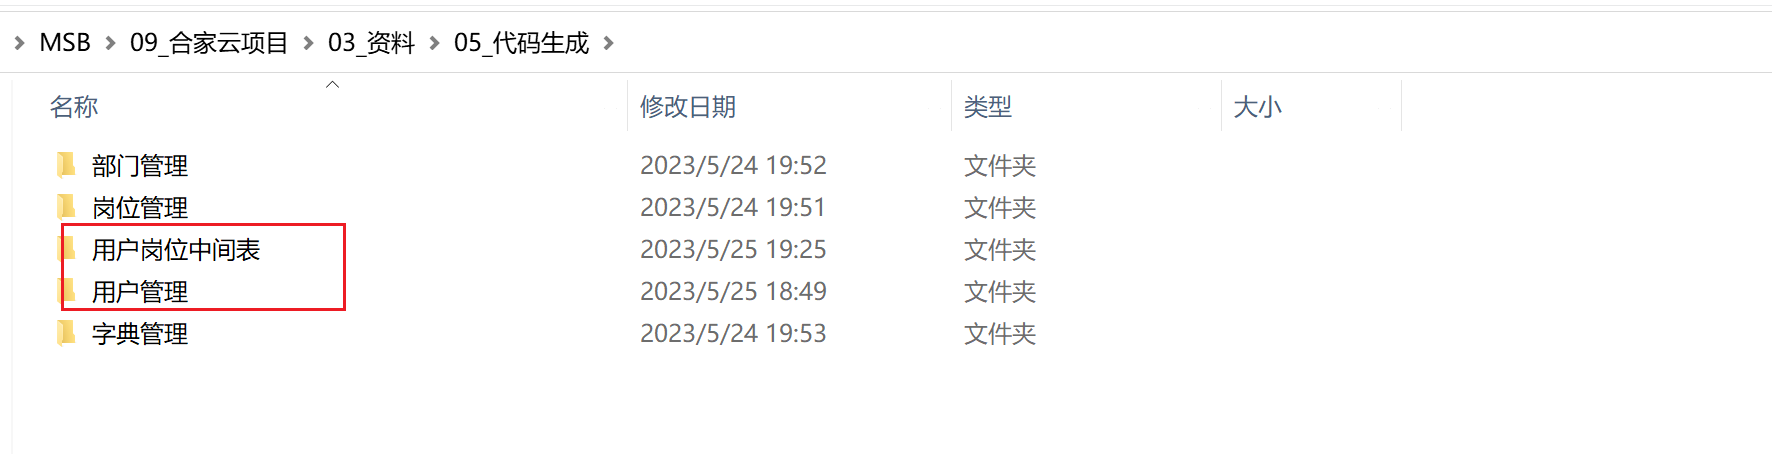 MSB 09_合家云项目 03_资料 05_代码生成
名称 修改日期 类型 大小
部门管理 2023/5/24 19:52 文件夹
岗位管理 2023/5/24 19:51 文件夹
用户岗位中间表 2023/5/25 19:25 文件夹
用户管理 2023/5/25 18:49 文件夹
字典管理 2023/5/24 19:53 文件夹